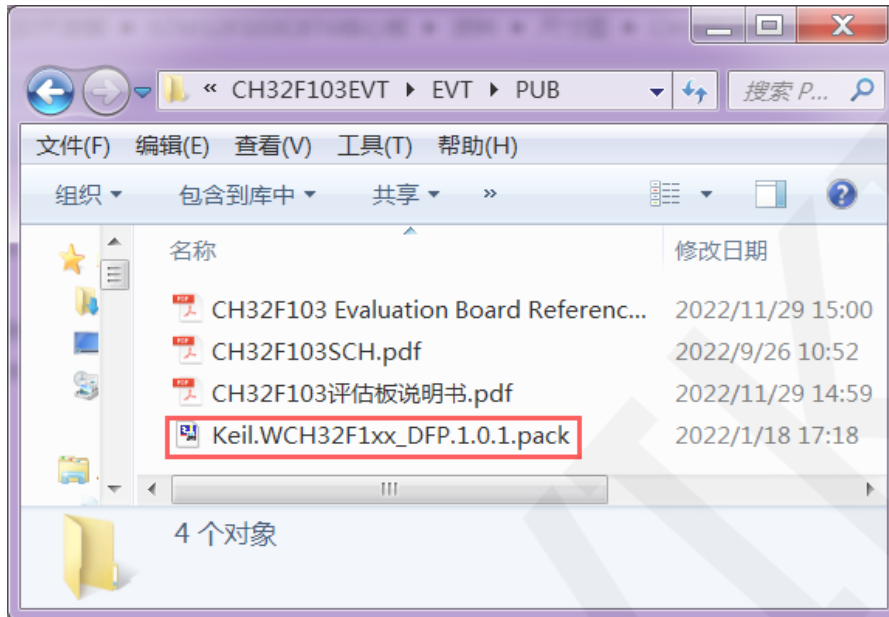 « CH32F103EVT ▸ EVT ▸ PUB
搜索 P...
文件(F) 编辑(E) 查看(V) 工具(T) 帮助(H)
组织 包含到库中 共享 »
名称 修改日期
CH32F103 Evaluation Board Referenc... 2022/11/29 15:00
CH32F103SCH.pdf 2022/9/26 10:52
CH32F103评估板说明书.pdf 2022/11/29 14:59
Keil.WCH32F1xx_DFP.1.0.1.pack 2022/1/18 17:18
4 个对象